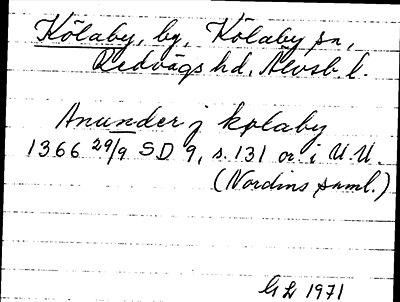 Kölaby, by, Kölaby sn,
Redvägs hd, Älvsb. l.
Anunder j kølaby
1366 29/9 SD 9, s. 131 or. i U.U.
(Nordins saml.)
GL 1971